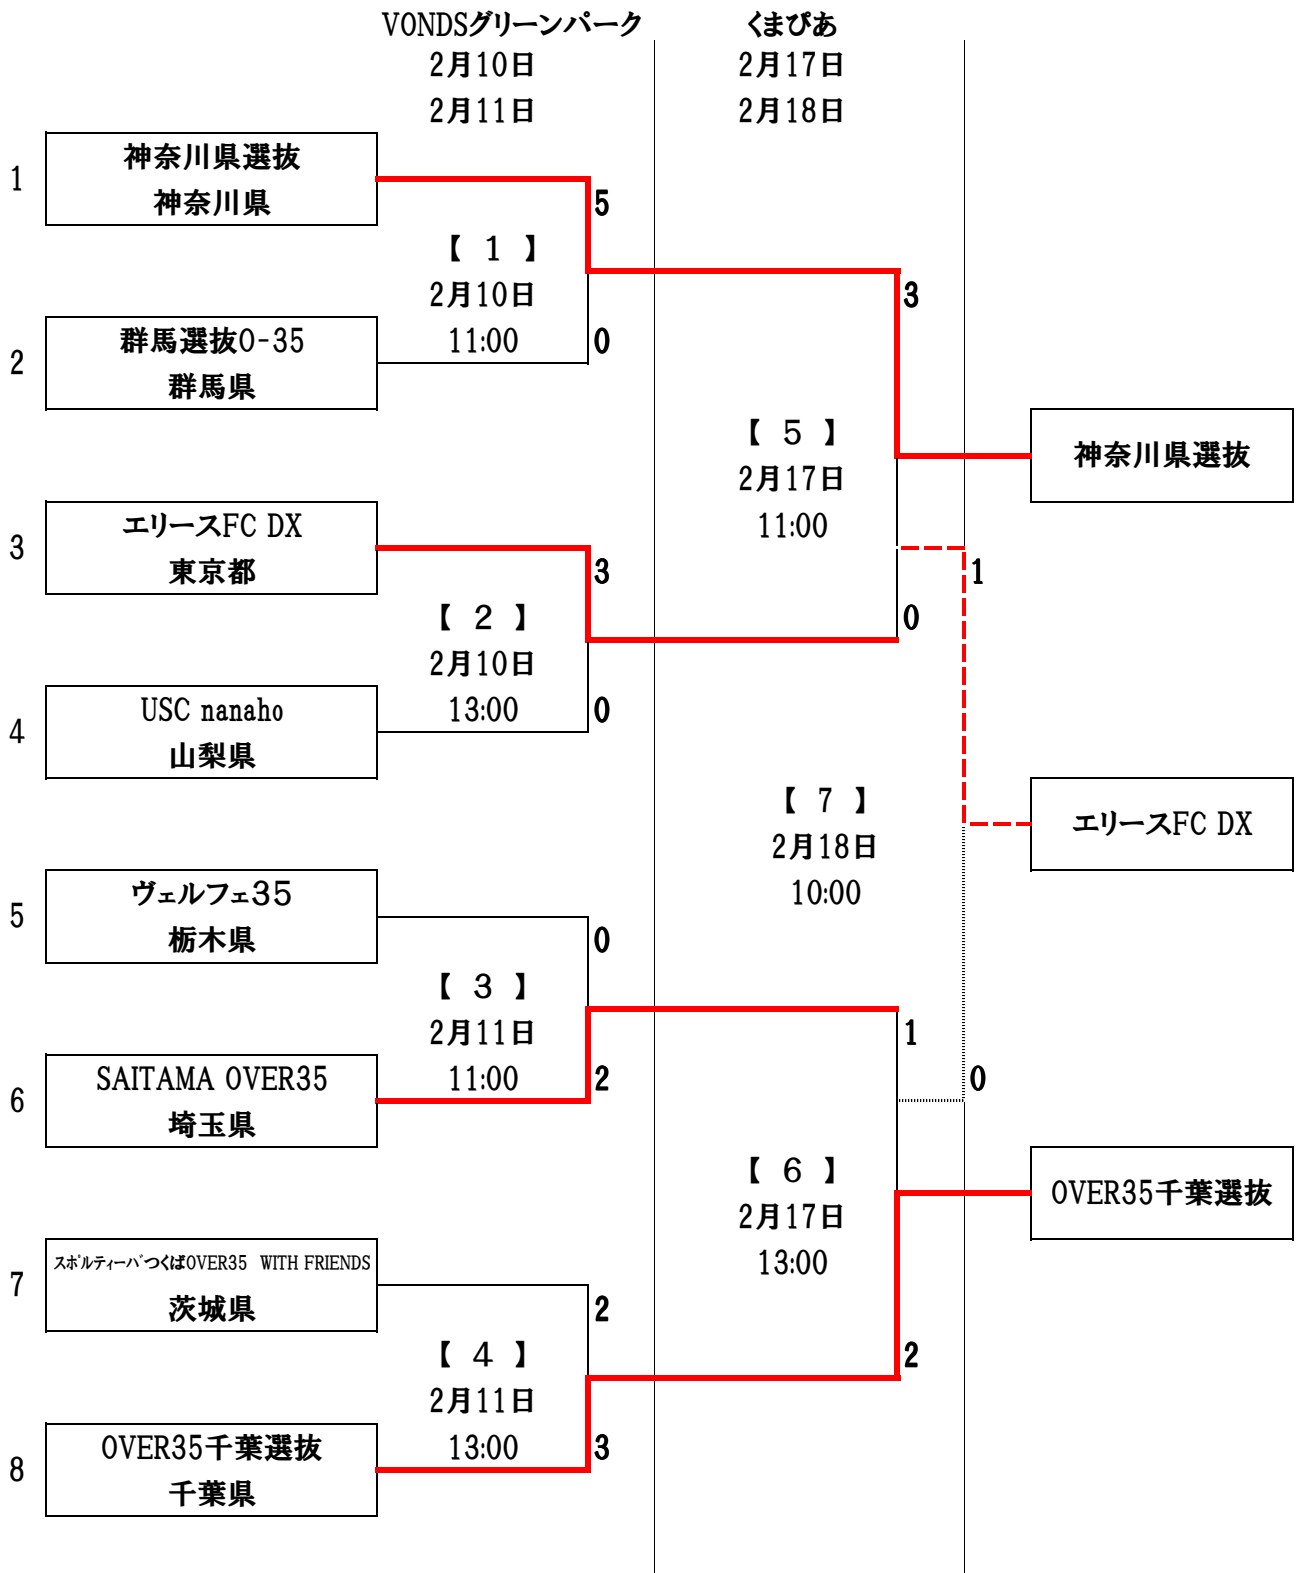 VONDSグリーンパーク
くまぴあ
2月10日
2月17日
2月11日
2月18日
1
神奈川県選抜
神奈川県
5
【 1 】
2月10日
11:00
3
2
群馬選抜O-35
群馬県
0
【 5 】
2月17日
11:00
神奈川県選抜
3
エリースFC DX
東京都
3
1
【 2 】
2月10日
13:00
0
4
USC nanaho
山梨県
0
【 7 】
2月18日
10:00
エリースFC DX
5
ヴェルフェ35
栃木県
0
【 3 】
2月11日
11:00
1
6
SAITAMA OVER35
埼玉県
2
0
【 6 】
2月17日
13:00
OVER35千葉選抜
7
スポルティーバつくばOVER35 WITH FRIENDS
茨城県
2
【 4 】
2月11日
13:00
2
8
OVER35千葉選抜
千葉県
3